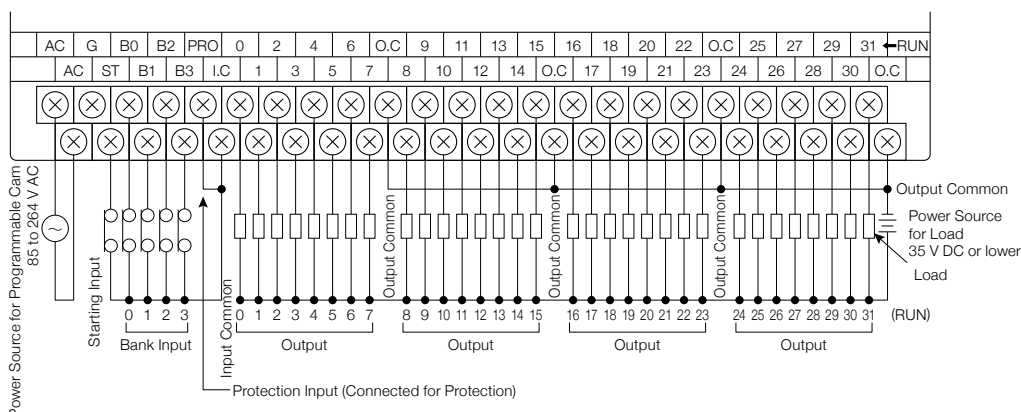 AC G B0 B2 PRO 0 2 4 6 O.C 9 11 13 15 16 18 20 22 O.C 25 27 29 31 ←RUN
AC ST B1 B3 I.C 1 3 5 7 8 10 12 14 O.C 17 19 21 23 24 26 28 30 O.C
Power Source for Programmable Cam
85 to 264 V AC
Starting Input
Input Common
Output Common
Output Common
Output Common
Output Common
Power Source
for Load
35 V DC or lower
Load
0 1 2 3 0 1 2 3 4 5 6 7 8 9 10 11 12 13 14 15 16 17 18 19 20 21 22 23 24 25 26 27 28 29 30 31 (RUN)
Bank Input Output Output Output Output
Protection Input (Connected for Protection)